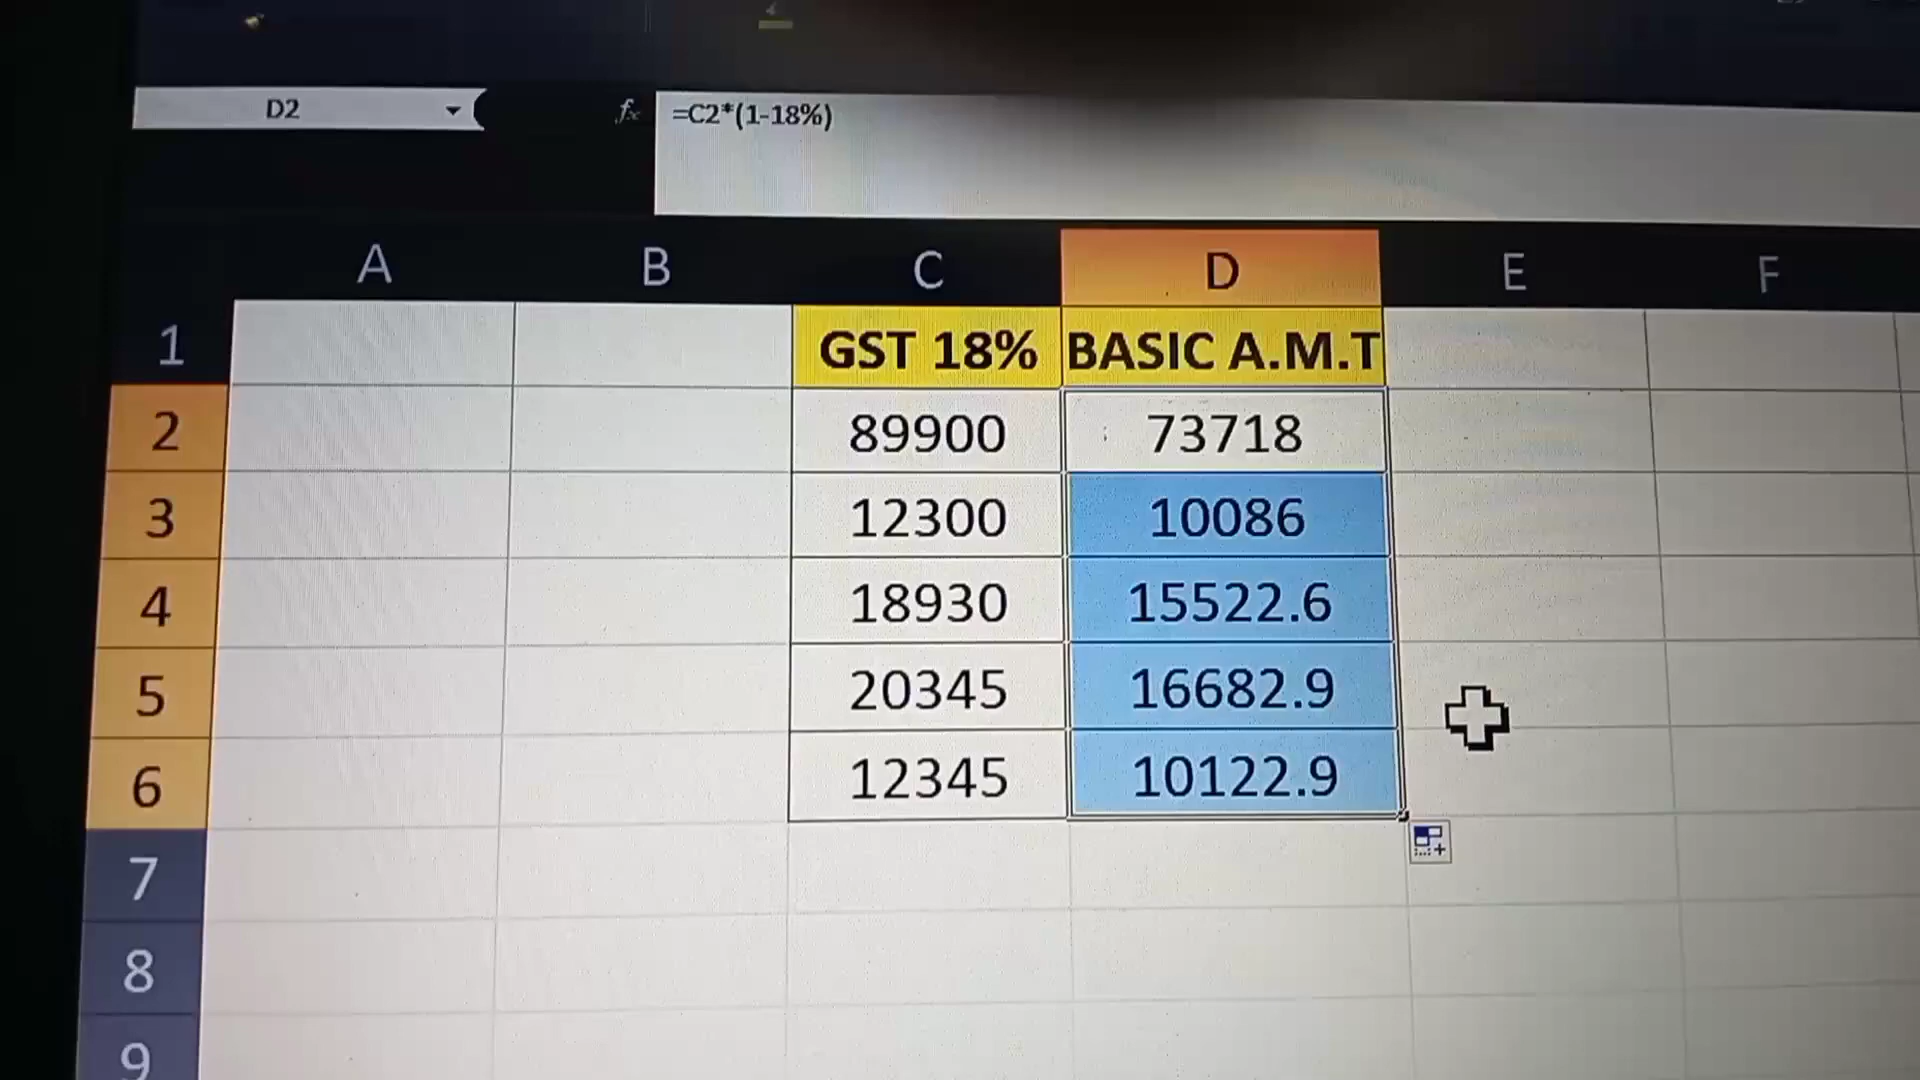 D2
fx =C2*(1-18%)
A B C D E F
1 GST 18% BASIC A.M.T
2 89900 73718
3 12300 10086
4 18930 15522.6
5 20345 16682.9
6 12345 10122.9
7
8
9